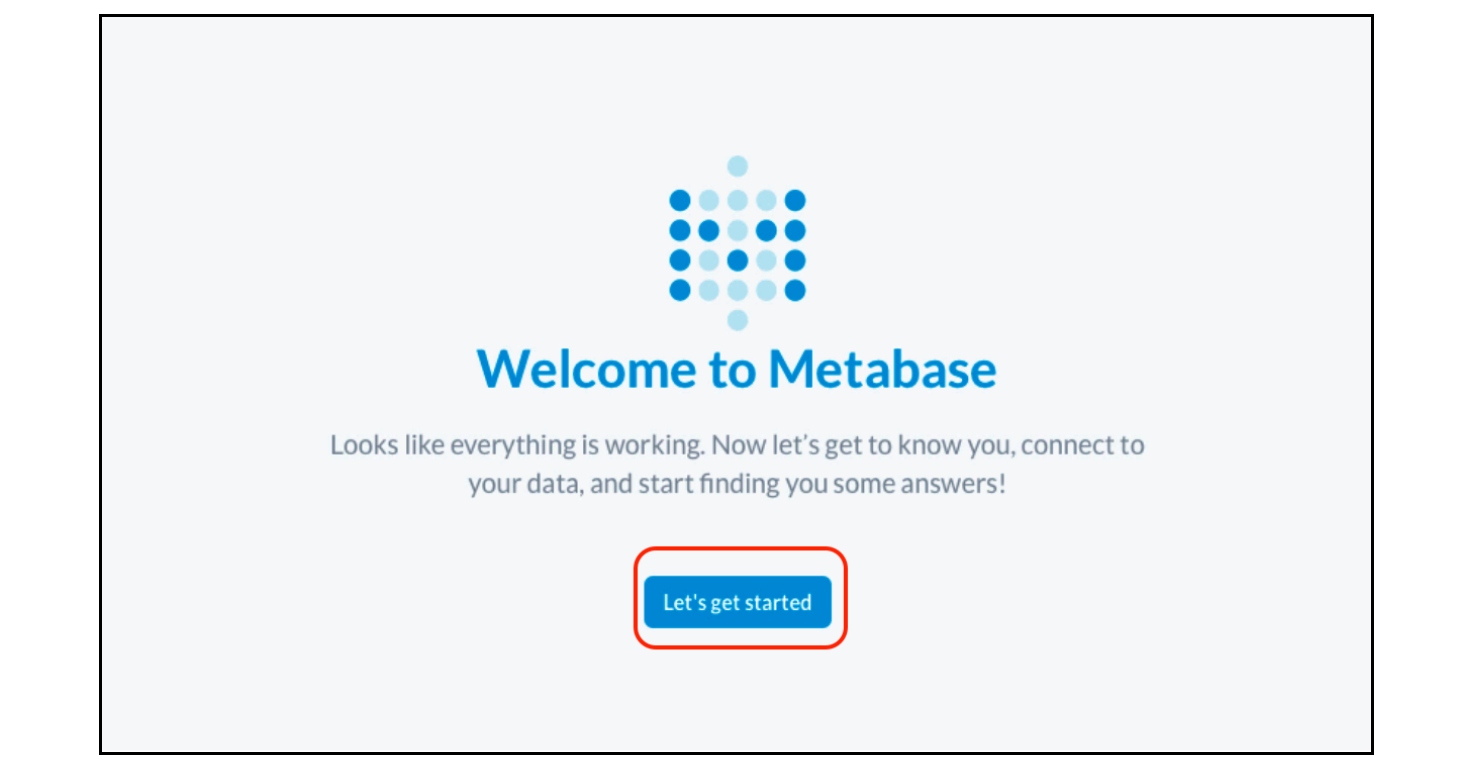 Welcome to Metabase
Looks like everything is working. Now let's get to know you, connect to
your data, and start finding you some answers!
Let's get started